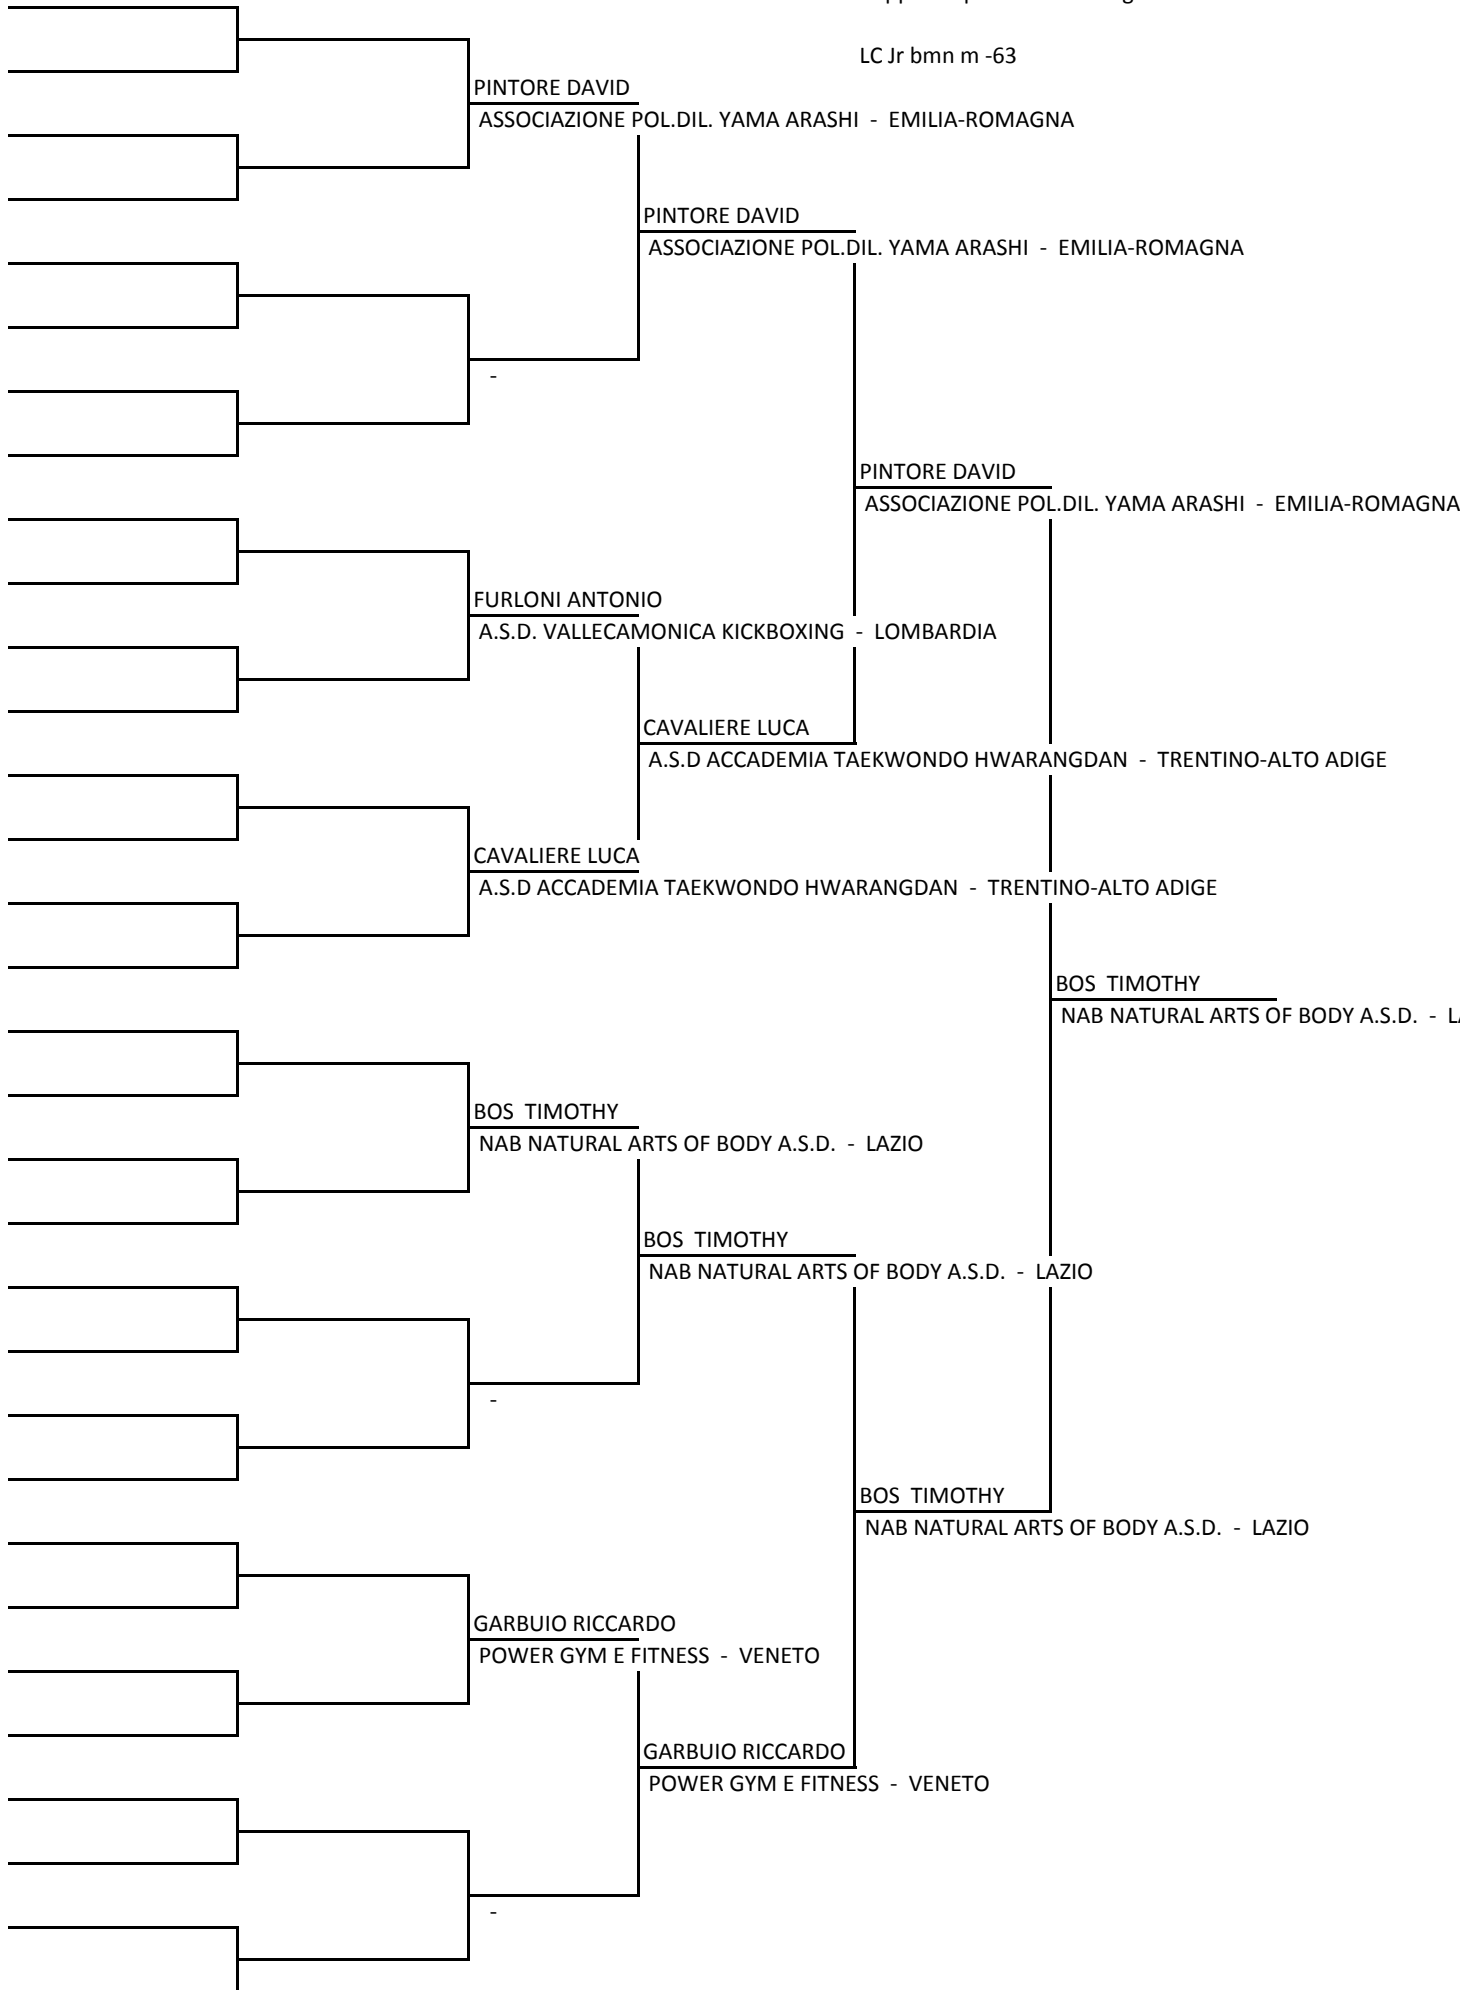 LC Jr bmn m -63
PINTORE DAVID
ASSOCIAZIONE POL.DIL. YAMA ARASHI - EMILIA-ROMAGNA
PINTORE DAVID
ASSOCIAZIONE POL.DIL. YAMA ARASHI - EMILIA-ROMAGNA
-
PINTORE DAVID
ASSOCIAZIONE POL.DIL. YAMA ARASHI - EMILIA-ROMAGNA
FURLONI ANTONIO
A.S.D. VALLECAMONICA KICKBOXING - LOMBARDIA
CAVALIERE LUCA
A.S.D ACCADEMIA TAEKWONDO HWARANGDAN - TRENTINO-ALTO ADIGE
CAVALIERE LUCA
A.S.D ACCADEMIA TAEKWONDO HWARANGDAN - TRENTINO-ALTO ADIGE
BOS TIMOTHY
NAB NATURAL ARTS OF BODY A.S.D. -
BOS TIMOTHY
NAB NATURAL ARTS OF BODY A.S.D. - LAZIO
BOS TIMOTHY
NAB NATURAL ARTS OF BODY A.S.D. - LAZIO
-
BOS TIMOTHY
NAB NATURAL ARTS OF BODY A.S.D. - LAZIO
GARBUIO RICCARDO
POWER GYM E FITNESS - VENETO
GARBUIO RICCARDO
POWER GYM E FITNESS - VENETO
-